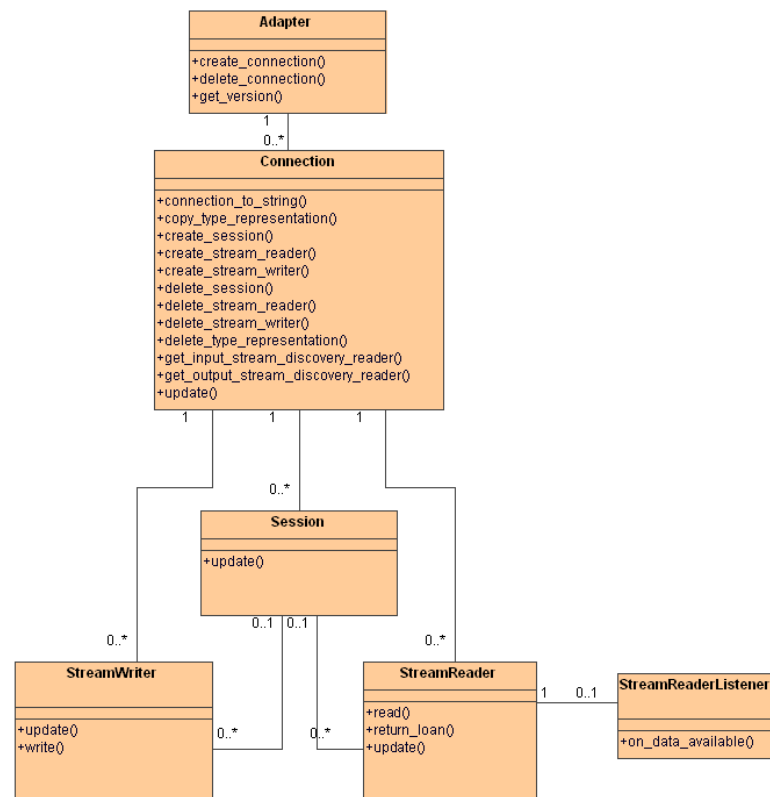 Adapter
+create_connection()
+delete_connection()
+get_version()
1
0..*
Connection
+connection_to_string()
+copy_type_representation()
+create_session()
+create_stream_reader()
+create_stream_writer()
+delete_session()
+delete_stream_reader()
+delete_stream_writer()
+delete_type_representation()
+get_input_stream_discovery_reader()
+get_output_stream_discovery_reader()
+update()
1 1 1
0..*
Session
+update()
0..1 0..1
0..* 0..*
StreamWriter
+update()
+write()
0..*
StreamReader
+read()
+return_loan()
+update()
0..*
1 0..1
StreamReaderListener
+on_data_available()